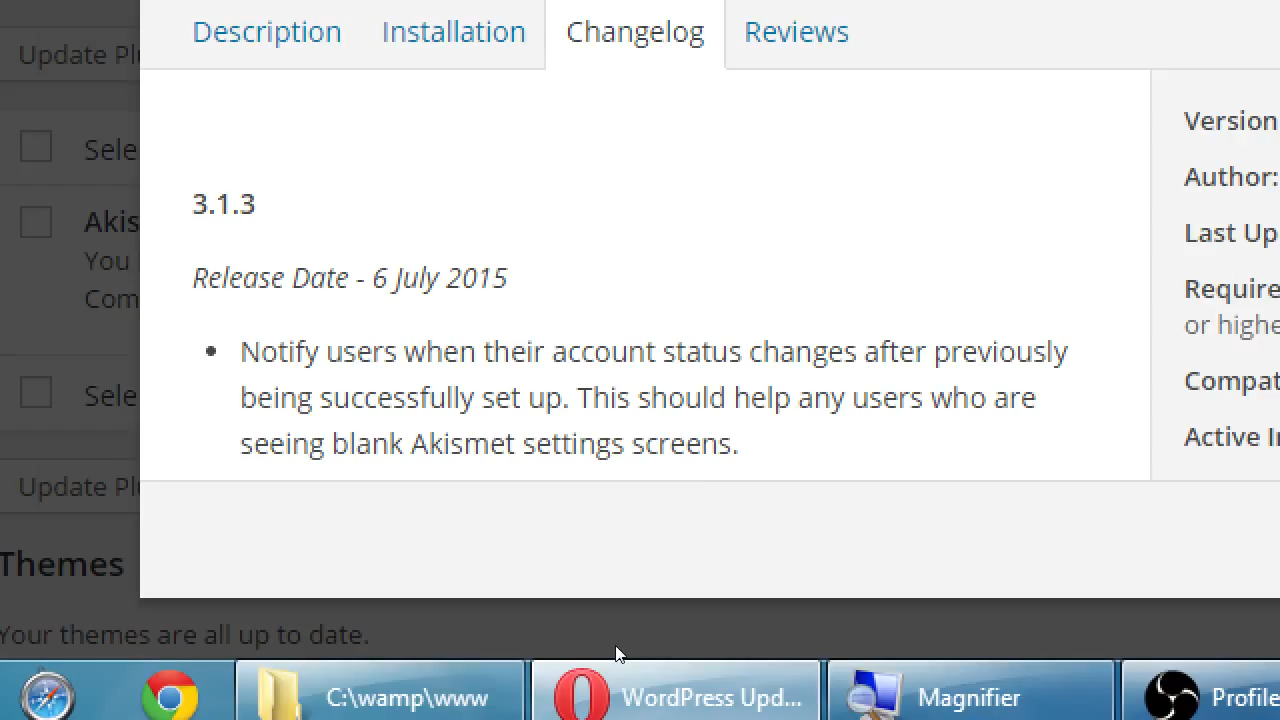 Description Installation Changelog Reviews
Update Pl
Version
Sele
Author:
3.1.3
Akis
Last Up
You
Release Date - 6 July 2015
Require
Com
or highe
Notify users when their account status changes after previously
Compat
being successfully set up. This should help any users who are
Sele
Active I
seeing blank Akismet settings screens.
Update Pl
Themes
Your themes are all up to date.
C:\wamp\www
WordPress Upd...
Magnifier
Profile